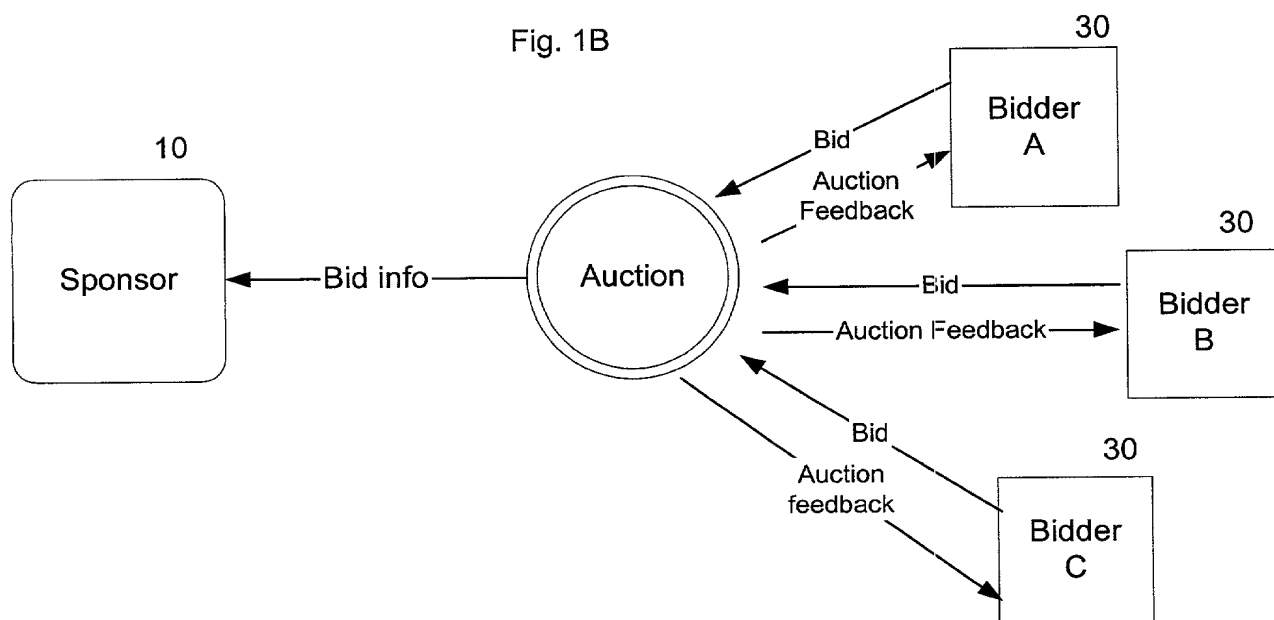 Fig. 1B
30
Bidder
A
Bid
Auction
Feedback
10
Sponsor
Bid info
Auction
30
Bidder
B
Bid
Auction Feedback
30
Bidder
C
Bid
Auction
feedback